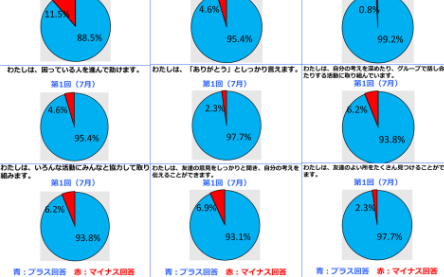 11.5%
88.5%
4.6%
95.4%
0.8%
99.2%
わたしは、困っている人を進んで助けます。
第1回（7月）
4.6%
95.4%
わたしは、「ありがとう」としっかり言えます。
第1回（7月）
2.3%
97.7%
わたしは、自分の考えを深めたり、グループで話し合
たりする活動に取り組んでいます。
第1回（7月）
6.2%
93.8%
わたしは、いろんな活動にみんなと協力して取り
組みます。
第1回（7月）
6.2%
93.8%
わたしは、友達の意見をしっかりと聞き、自分の考えを
伝えることができます。
第1回（7月）
6.9%
93.1%
わたしは、友達のよい所をたくさん見つけることがで
ます。
第1回（7月）
2.3%
97.7%
青：プラス回答　赤：マイナス回答
青：プラス回答　赤：マイナス回答
青：プラス回答　赤：マイナス回答